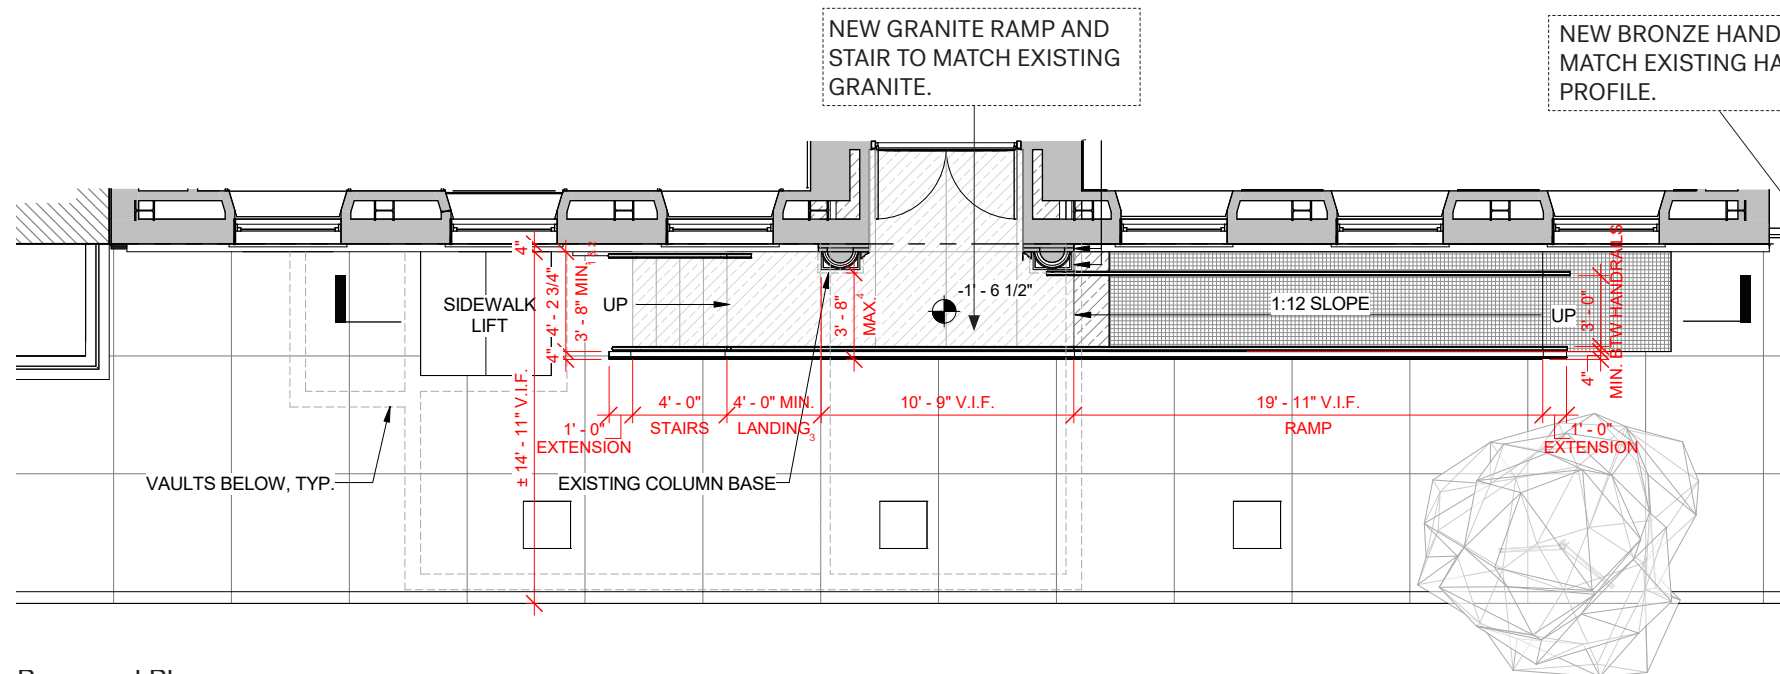 NEW GRANITE RAMP AND
STAIR TO MATCH EXISTING
GRANITE.
NEW BRONZE HAND
MATCH EXISTING HA
PROFILE.
SIDEWALK
LIFT
4"
4' - 2 3/4"
4"
3' - 8" MIN.
UP
3' - 8"
MAX.
4
-1' - 6 1/2"
1:12 SLOPE
UP
3' - 0"
MIN. BTW HANDRAILS
4"
± 14' - 11" V.I.F.
1' - 0"
EXTENSION
4' - 0"
STAIRS
4' - 0" MIN.
LANDING
3
10' - 9" V.I.F.
19' - 11" V.I.F.
RAMP
1' - 0"
EXTENSION
VAULTS BELOW, TYP.
EXISTING COLUMN BASE